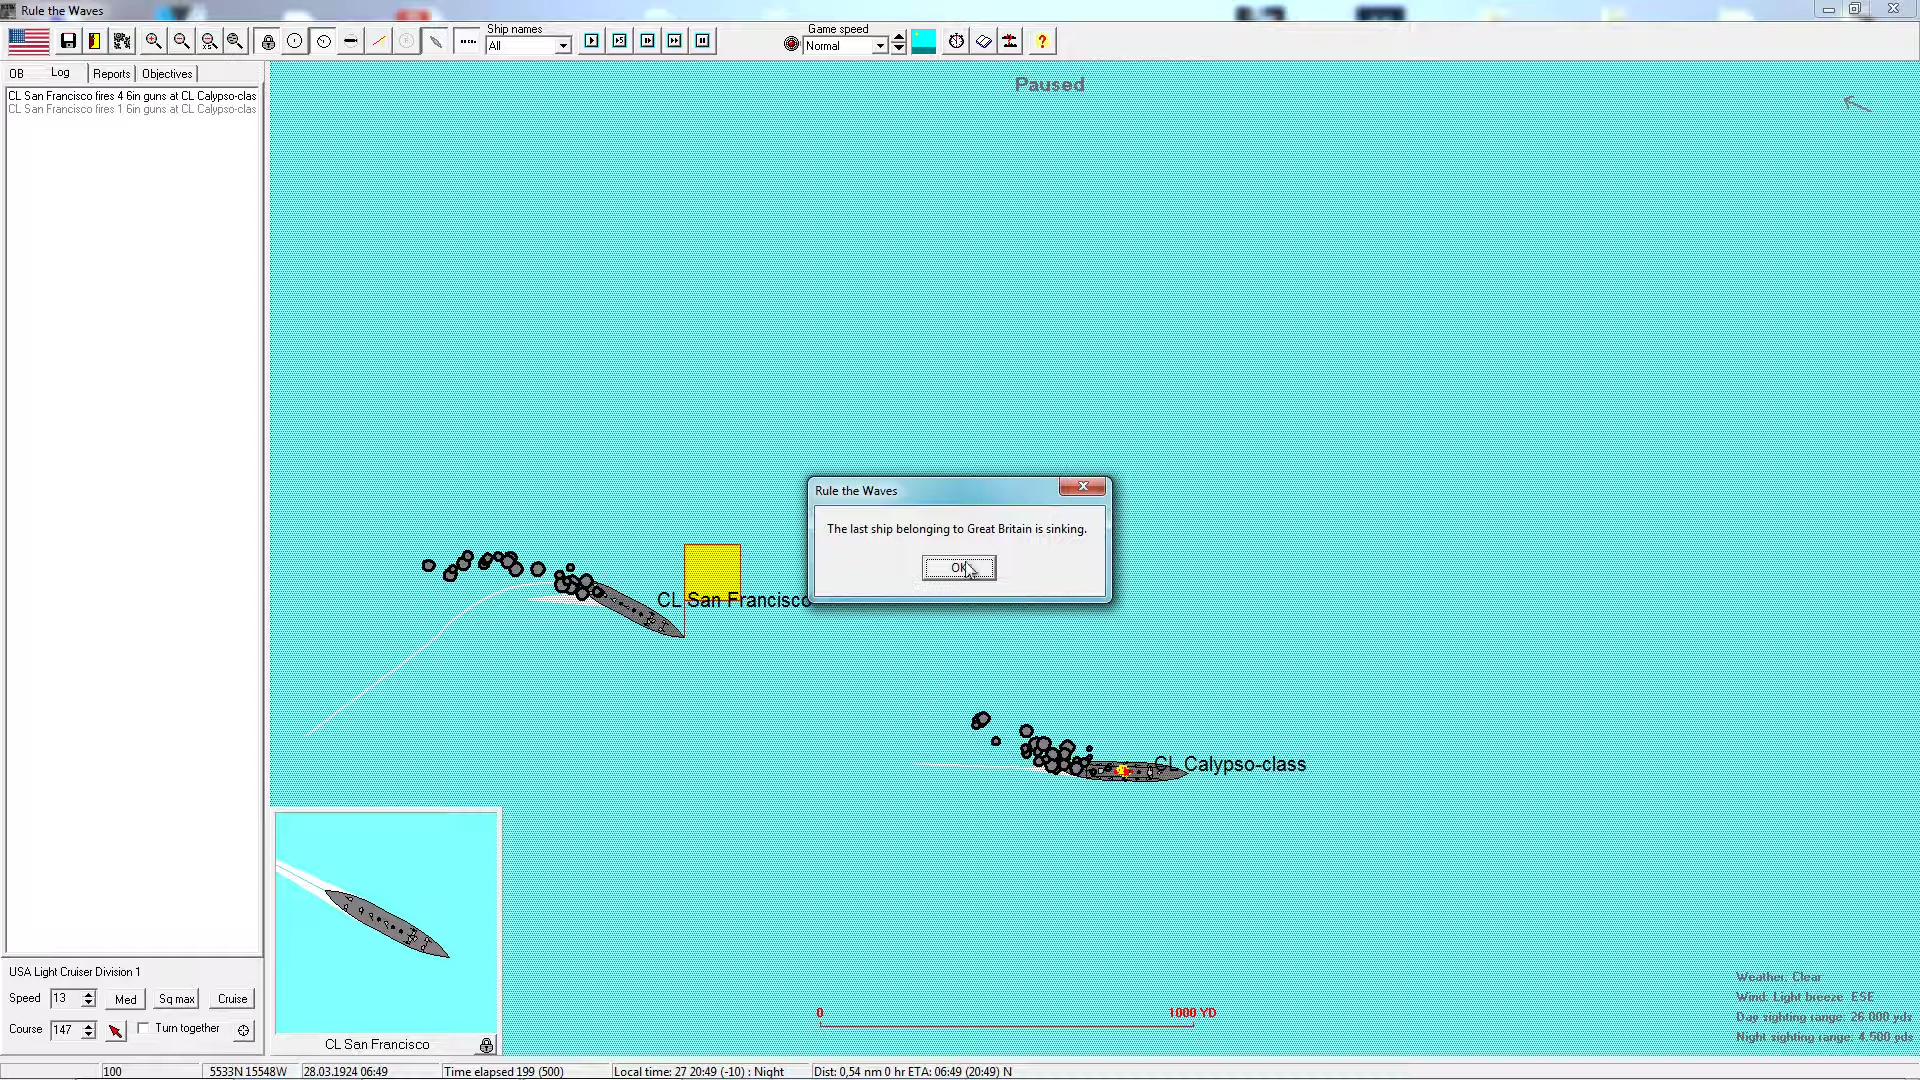 Rule the Waves
Ship names
All
Game speed
Normal
?
OB
Log
Reports
Objectives
CL San Francisco fires 4 6in guns at CL Calypso-clas
CL San Francisco fires 1 6in guns at CL Calypso-clas
Paused
Rule the Waves
The last ship belonging to Great Britain is sinking.
OK
CL San Francisco
CL Calypso-class
USA Light Cruiser Division 1
Speed 13 Med Sq max Cruise
Course 147 Turn together
CL San Francisco
0 1000 YD
Weather: Clear
Wind: Light breeze ESE
Day sighting range: 26.000 yds
Night sighting range: 4.500 yds
100 5533N 15548W 28.03.1924 06:49 Time elapsed 199 (500) Local time: 27 20:49 (-10) : Night Dist: 0,54 nm 0 hr ETA: 06:49 (20:49) N